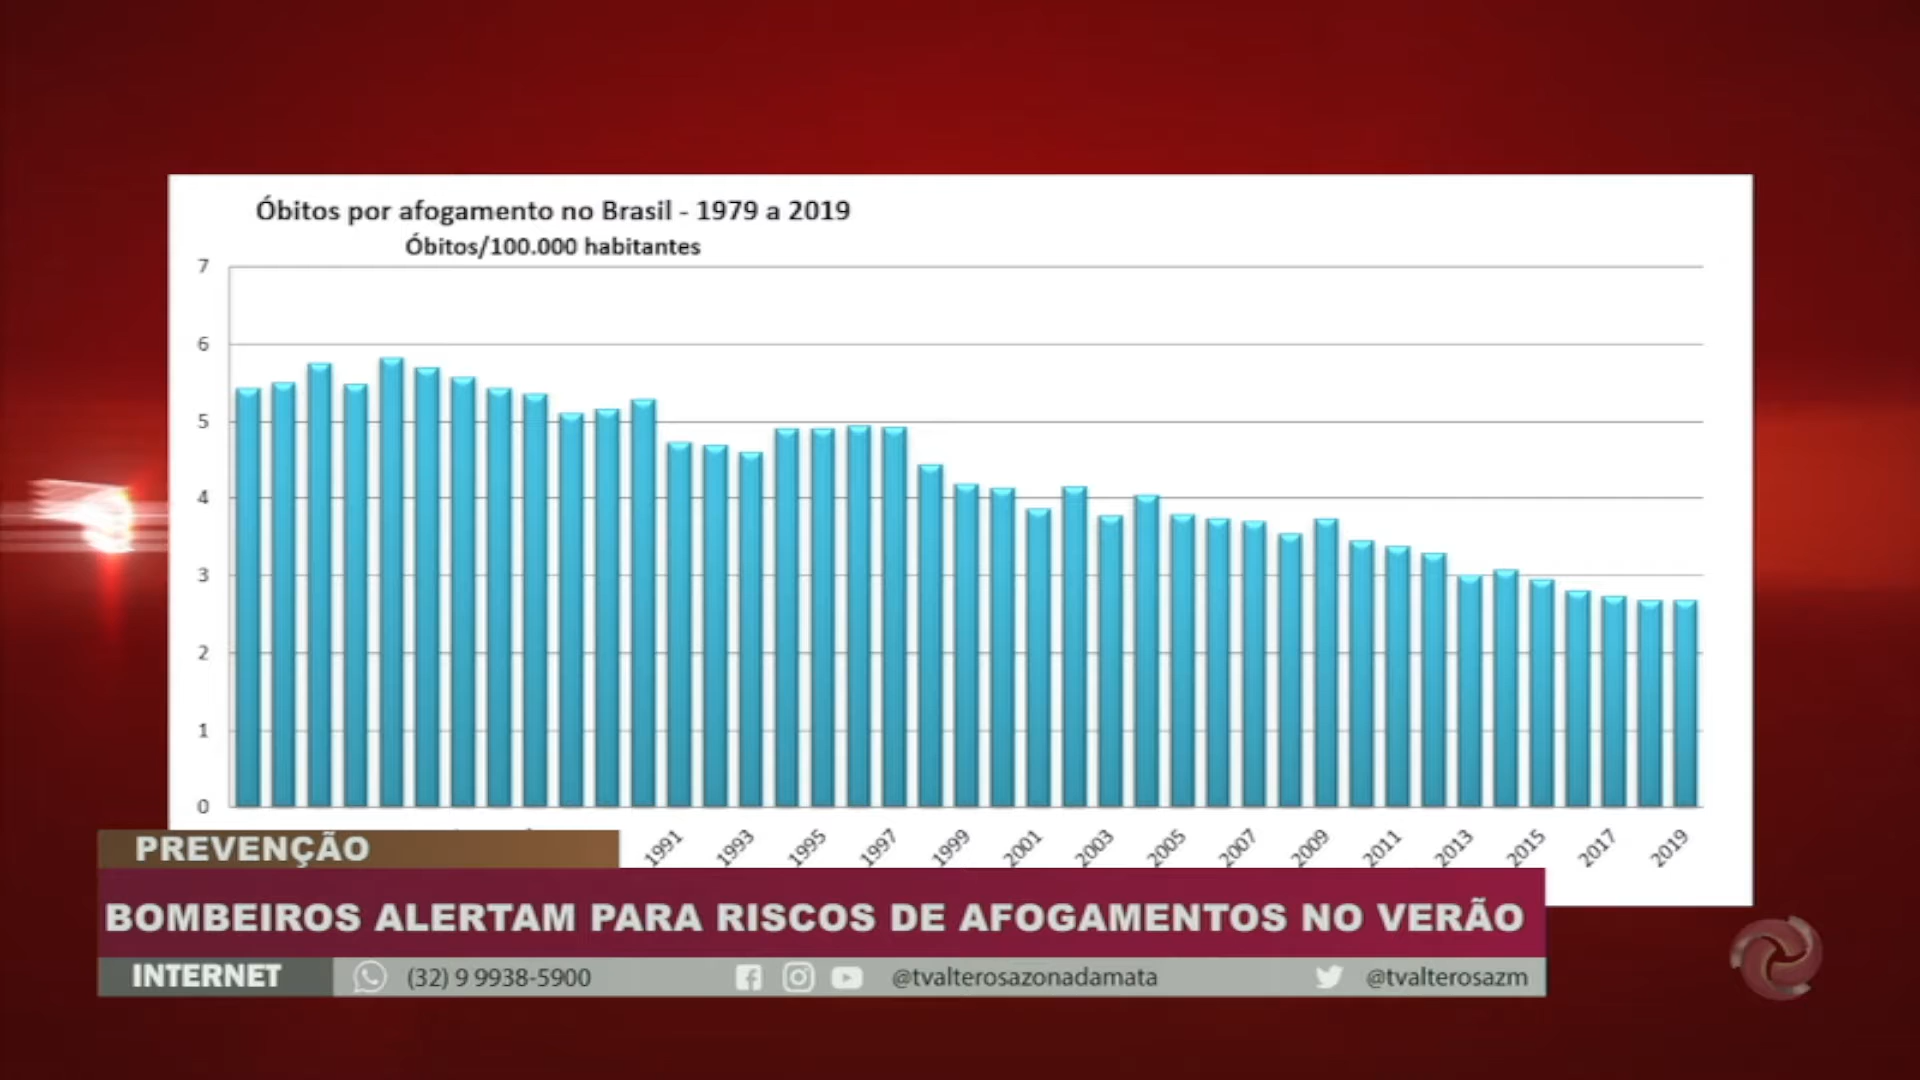 Óbitos por afogamento no Brasil - 1979 a 2019
Óbitos/100.000 habitantes
7
6
5
4
3
2
1
0
1991 1993 1995 1997 1999 2001 2003 2005 2007 2009 2011 2013 2015 2017 2019
PREVENÇÃO
BOMBEIROS ALERTAM PARA RISCOS DE AFOGAMENTOS NO VERÃO
INTERNET (32) 9 9938-5900 @tvalterosazonadamata @tvalterosazm